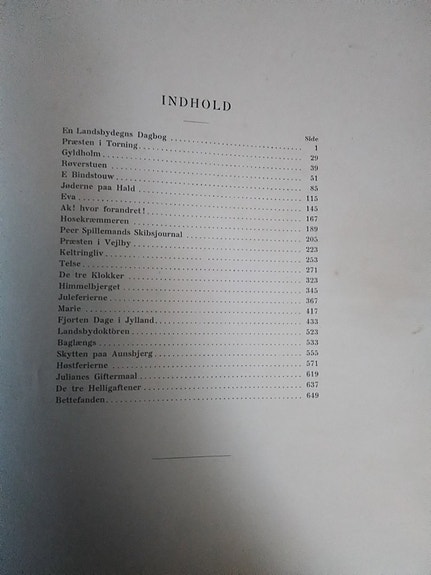 INDHOLD
Side
En Landsbydegns Dagbog 1
Præsten i Torning 29
Gyldholm 39
Røverstuen 51
E Bindstouw 85
Jøderne paa Hald 115
Eva 145
Ak! hvor forandret! 167
Hosekræmmeren 189
Peer Spillemands Skibsjournal 205
Præsten i Vejlby 223
Keltringliv 253
Telse 271
De tre Klokker 323
Himmelbjerget 345
Juleferierne 367
Marie 417
Fjorten Dage i Jylland 433
Landsbydoktoren 523
Baglængs 533
Skytten paa Aunsbjerg 555
Høstferierne 571
Julianes Giftermaal 619
De tre Helligaftener 637
Bettefanden 649